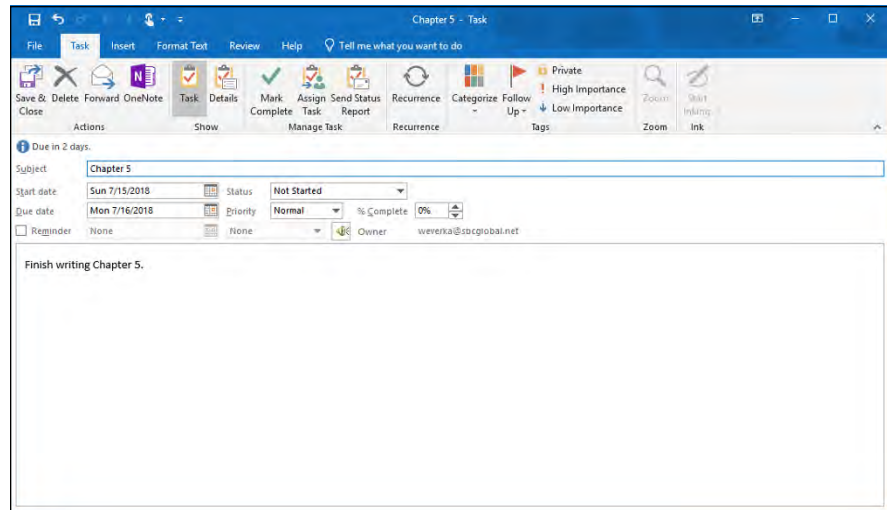 Chapter 5 - Task
File Task Insert Format Text Review Help Tell me what you want to do
Save & Close Delete Forward OneNote Task Details Mark Complete Assign Task Send Status Report Recurrence Categorize Follow Up Private High Importance Low Importance Zoom Start Inking
Actions Show Manage Task Recurrence Tags Zoom Ink
Due in 2 days.
Subject Chapter 5
Start date Sun 7/15/2018 Status Not Started
Due date Mon 7/16/2018 Priority Normal % Complete 0%
Reminder None None Owner weverka@sbcglobal.net
Finish writing Chapter 5.